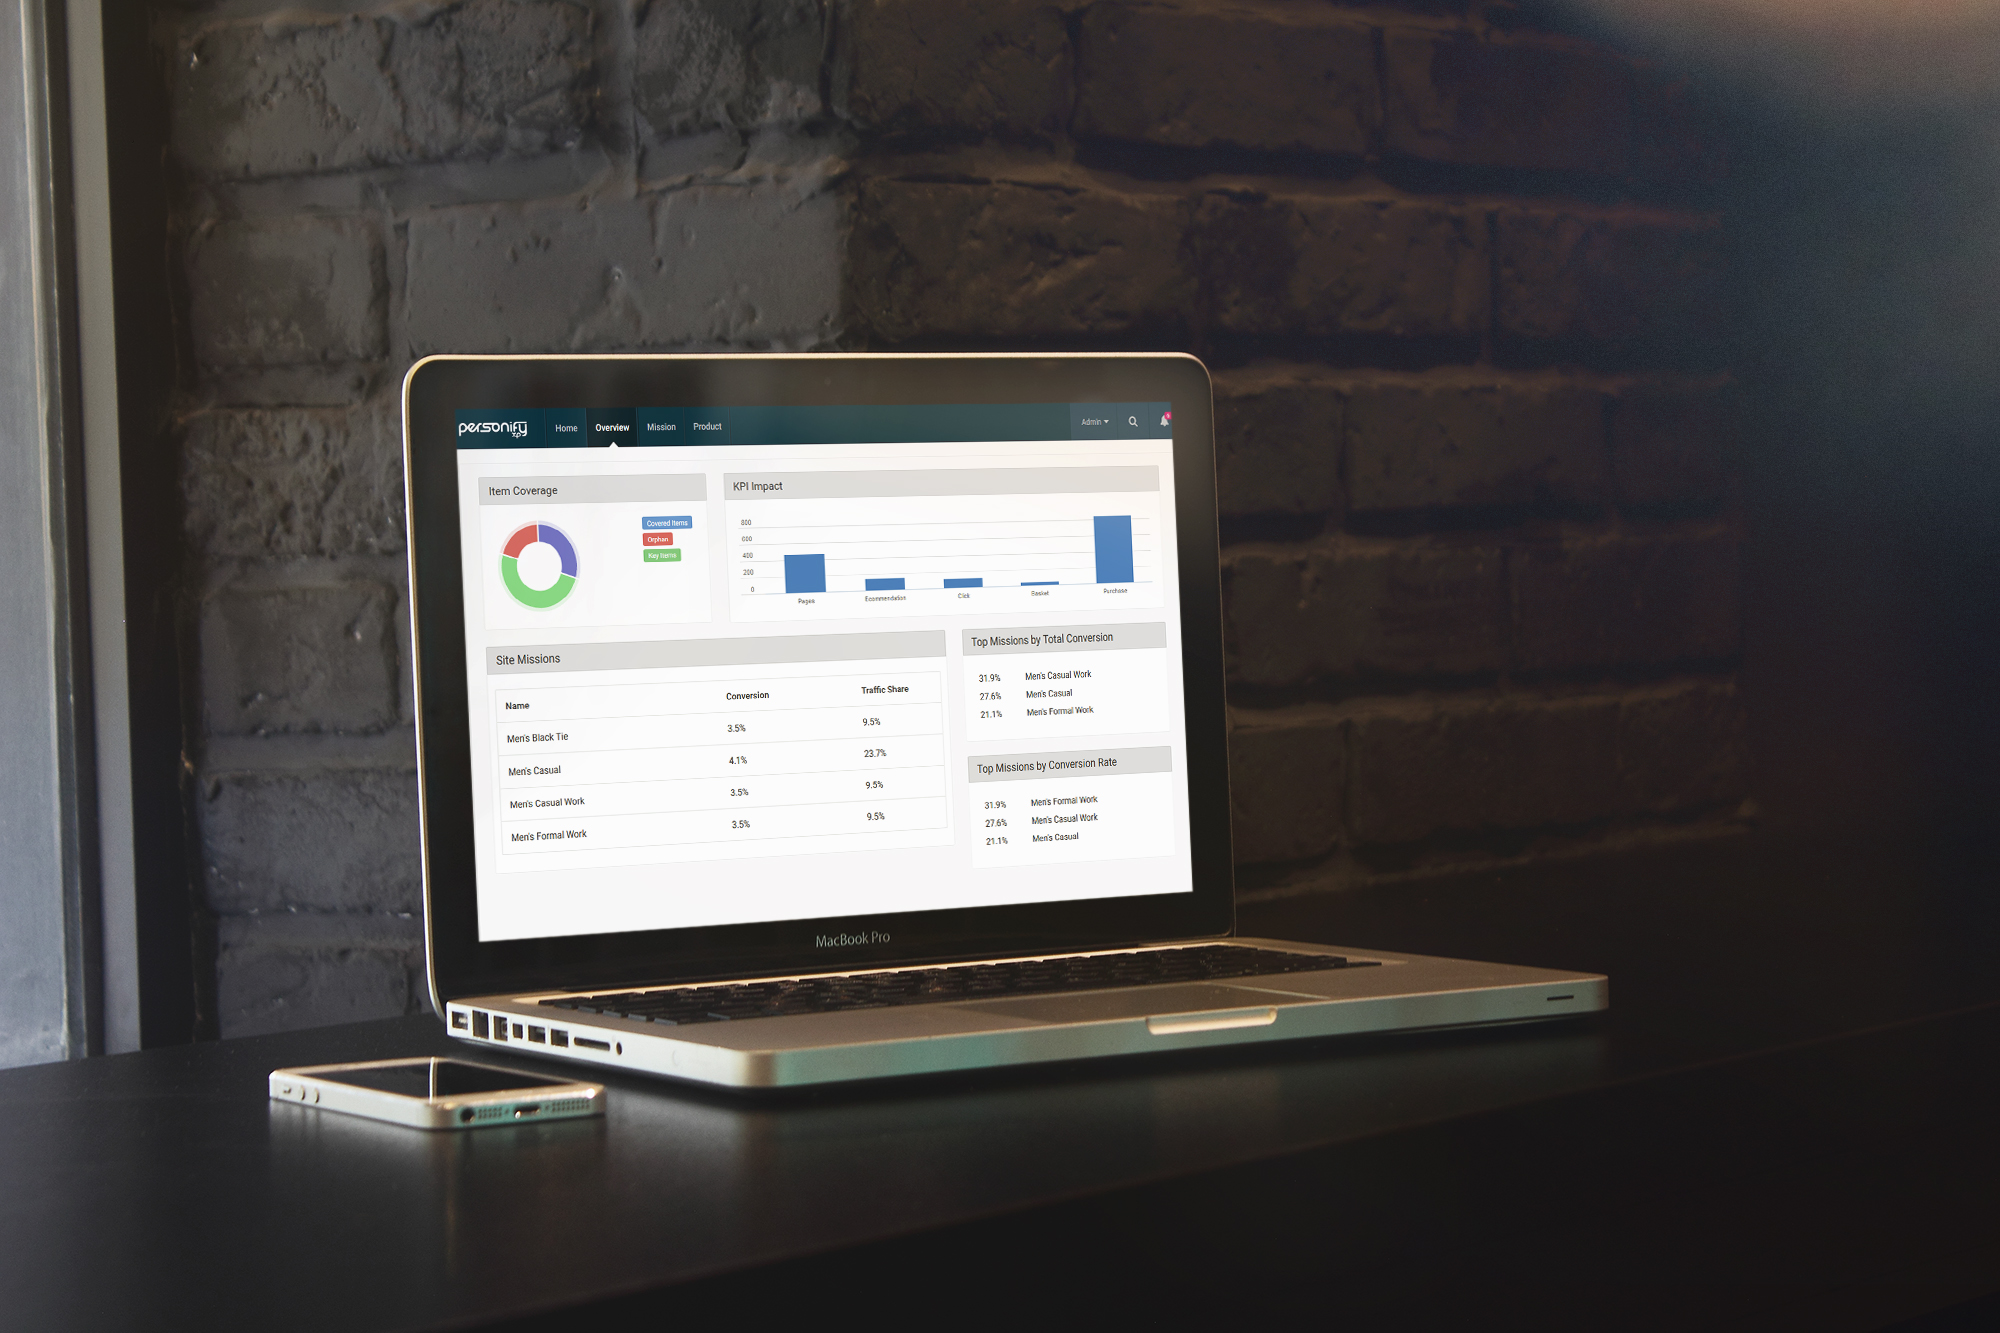 personify
xp
Home
Overview
Mission
Product
Admin
Item Coverage
Covered Items
Orphan
Key Items
KPI Impact
800
600
400
200
0
Pages
Ecommendation
Click
Basket
Purchase
Site Missions
Name Conversion Traffic Share
Men's Black Tie 3.5% 9.5%
Men's Casual 4.1% 23.7%
Men's Casual Work 3.5% 9.5%
Men's Formal Work 3.5% 9.5%
Top Missions by Total Conversion
31.9% Men's Casual Work
27.6% Men's Casual
21.1% Men's Formal Work
Top Missions by Conversion Rate
31.9% Men's Formal Work
27.6% Men's Casual Work
21.1% Men's Casual
MacBook Pro